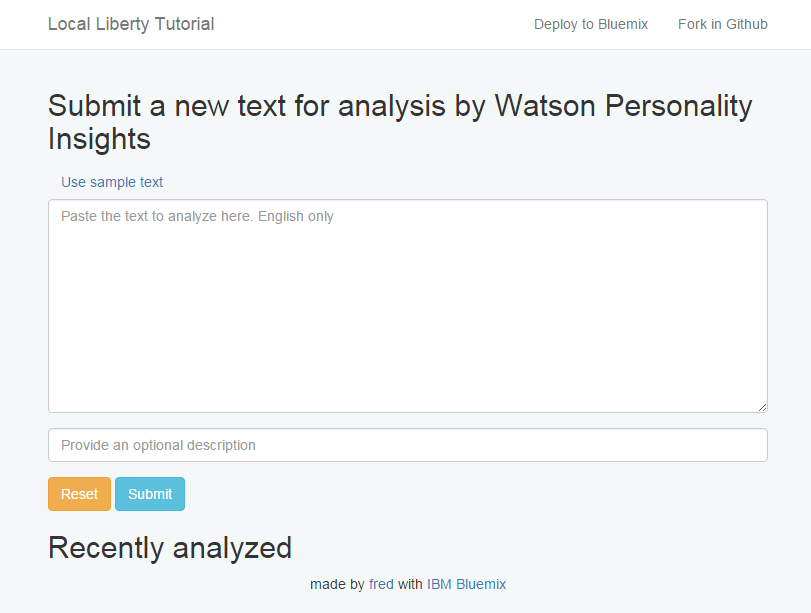 Local Liberty Tutorial
Deploy to Bluemix
Fork in Github
Submit a new text for analysis by Watson Personality
Insights
Use sample text
Paste the text to analyze here. English only
Provide an optional description
Reset
Submit
Recently analyzed
made by fred with IBM Bluemix